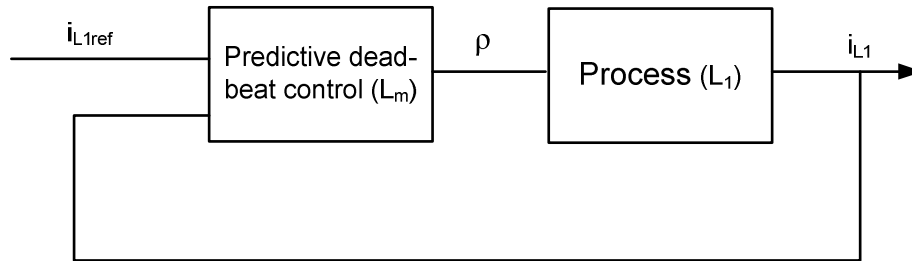 i_L1ref
Predictive dead-
beat control (L_m)
ρ
Process (L_1)
i_L1